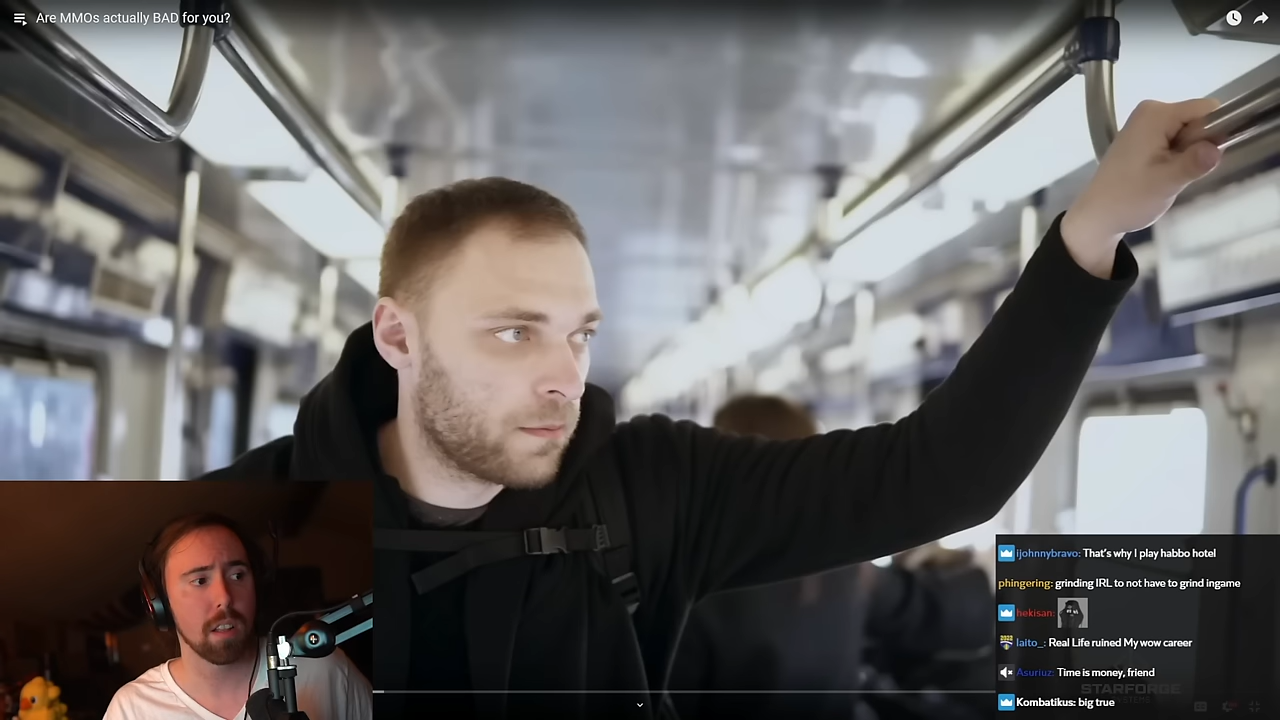 Are MMOs actually BAD for you?
ijohnnybravo: That's why I play habbo hotel
phingering: grinding IRL to not have to grind ingame
hekisan:
laito_: Real Life ruined My wow career
Asuriuz: Time is money, friend
STARFORGE
Kombatikus: big true